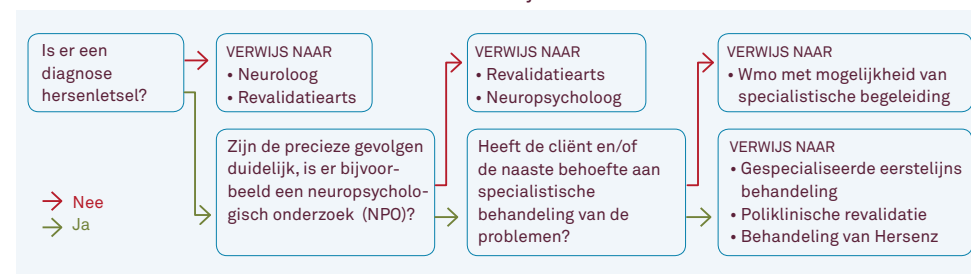 Is er een
diagnose
hersenletsel?
VERWIJS NAAR
• Neuroloog
• Revalidatiearts
VERWIJS NAAR
• Revalidatiearts
• Neuropsycholoog
VERWIJS NAAR
• Wmo met mogelijkheid van
specialistische begeleiding
Zijn de precieze gevolgen
duidelijk, is er bijvoor-
beeld een neuropsycholo-
gisch onderzoek (NPO)?
Heeft de cliënt en/of
de naaste behoefte aan
specialistische
behandeling van de
problemen?
VERWIJS NAAR
• Gespecialiseerde eerstelijns
behandeling
• Poliklinische revalidatie
• Behandeling van Hersenz
Nee
Ja